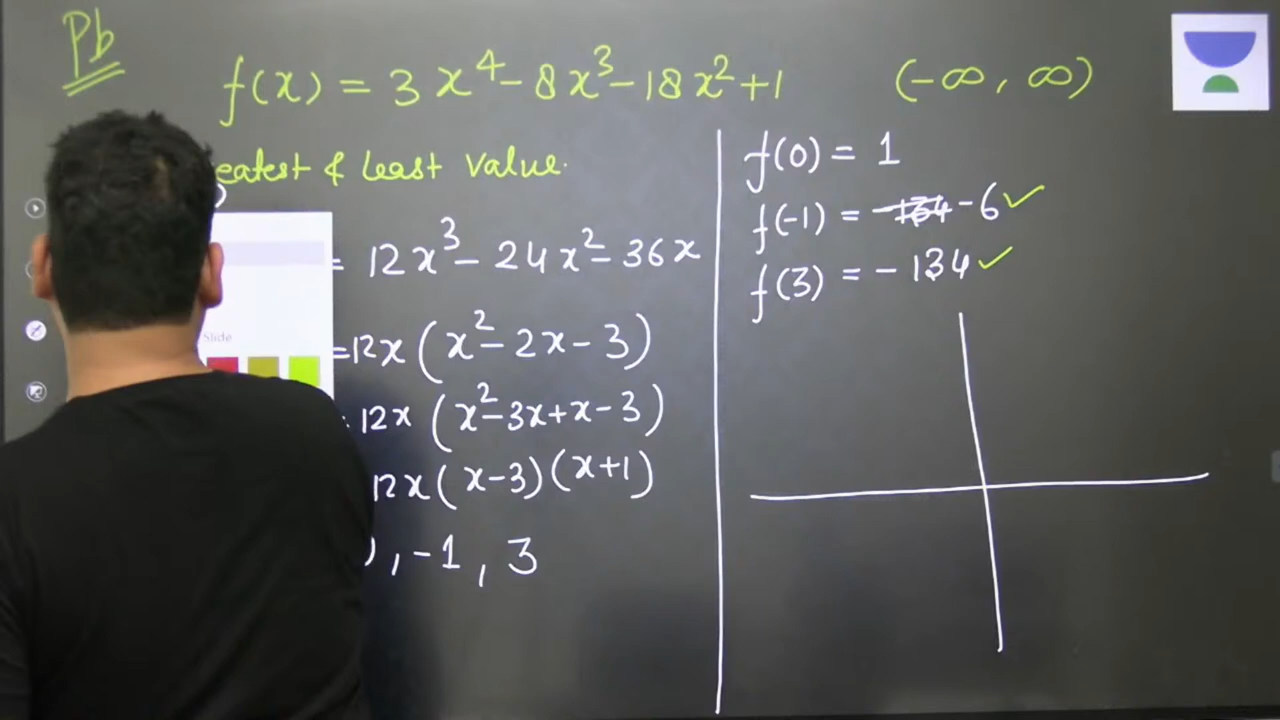 Pb
f(x) = 3x⁴ - 8x³ - 18x² + 1 (-∞, ∞)
& Least Value.
= 12x³ - 24x² - 36x
= 12x (x² - 2x - 3)
12x (x² - 3x + x - 3)
12x (x - 3) (x + 1)
, -1, 3
f(0) = 1
f(-1) = -134 -6 ✓
f(3) = -134 ✓
Slide